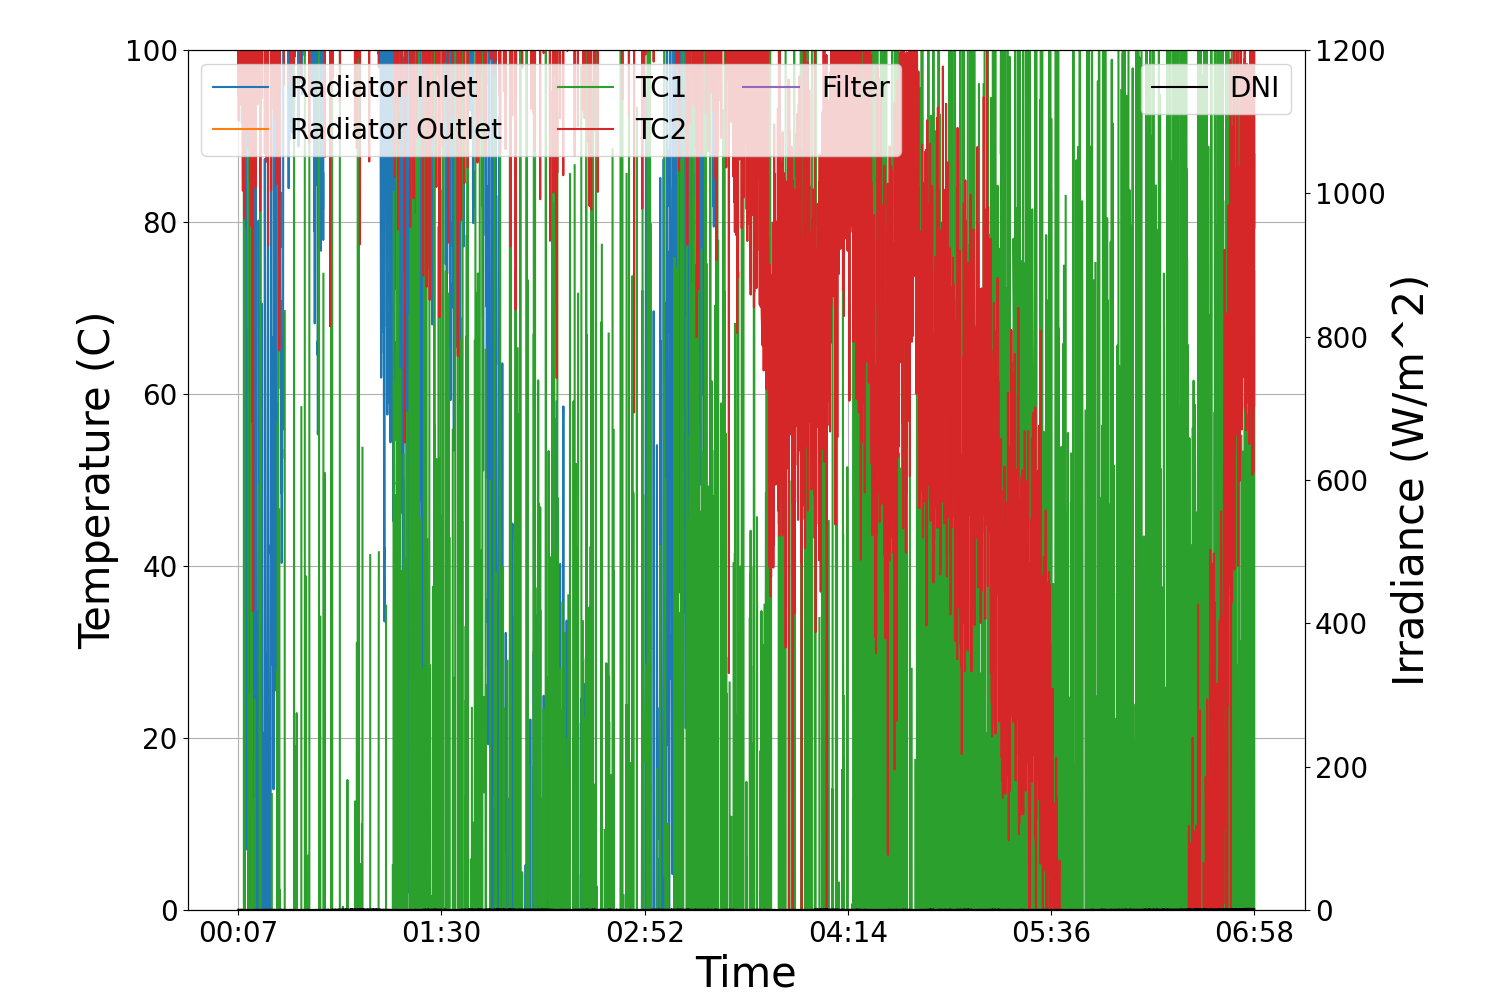 100
80
60
40
20
0
Temperature (C)
Radiator Inlet
Radiator Outlet
TC1
TC2
Filter
DNI
1200
1000
800
600
400
200
0
Irradiance (W/m^2)
00:07 01:30 02:52 04:14 05:36 06:58
Time